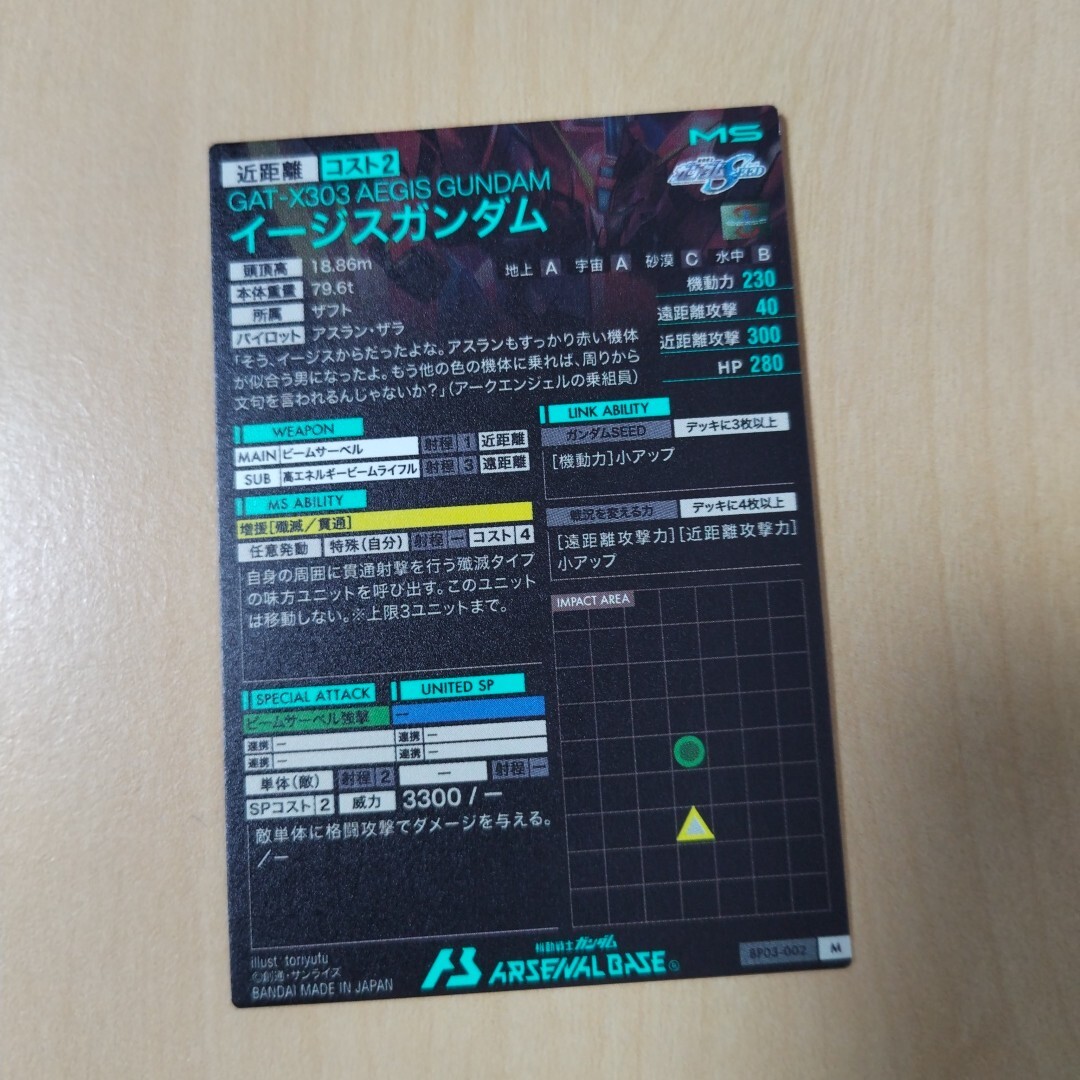 MS
近距離 コスト2
GAT-X303 AEGIS GUNDAM
イージスガンダム
SEED
頭頂高 18.86m
本体重量 79.6t
所属 ザフト
パイロット アスラン・ザラ
地上 A 宇宙 A 砂漠 C 水中 B
機動力 230
遠距離攻撃 40
近距離攻撃 300
HP 280
「そう、イージスからだったよな。アスランもすっかり赤い機体
が似合う男になったよ。もう他の色の機体に乗れば、周りから
文句を言われるんじゃないか？」(アークエンジェルの乗組員)
WEAPON
MAIN ビームサーベル 射程 1 近距離
SUB 高エネルギービームライフル 射程 3 遠距離
MS ABILITY
増援[殲滅／貫通]
任意発動 特殊(自分) 射程 ー コスト 4
自身の周囲に貫通射撃を行う殲滅タイプ
の味方ユニットを呼び出す。このユニット
は移動しない。※上限3ユニットまで。
LINK ABILITY
ガンダムSEED デッキに3枚以上
[機動力]小アップ
戦況を変える力 デッキに4枚以上
[遠距離攻撃力][近距離攻撃力]
小アップ
IMPACT AREA
SPECIAL ATTACK UNITED SP
ビームサーベル強撃 ー
連携 ー 連携 ー
連携 ー 連携 ー
単体(敵) 射程 2 ー 射程 ー
SPコスト 2 威力 3300 / ー
敵単体に格闘攻撃でダメージを与える。
／ー
illust toriyufu
©創通・サンライズ
BANDAI MADE IN JAPAN
機動戦士ガンダム
ARSENAL BASE®
BP03-002 M